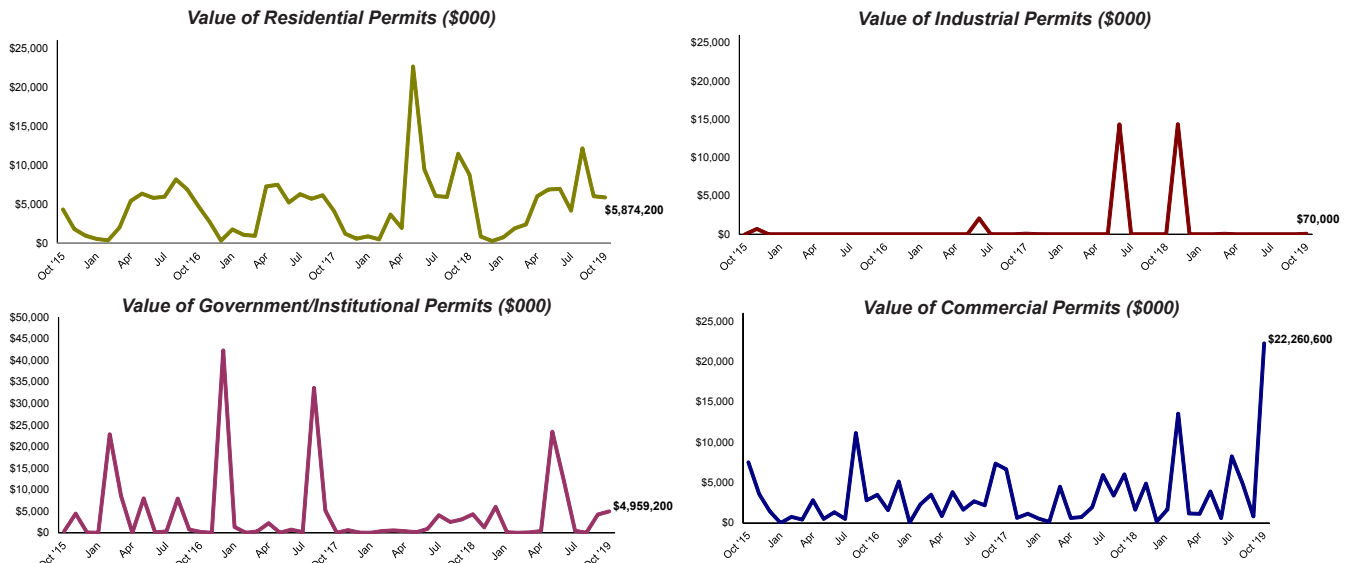 Value of Residential Permits ($000)
$25,000
$20,000
$15,000
$10,000
$5,000
$0
$5,874,200
Oct '15
Jan
Apr
Jul
Oct '16
Jan
Apr
Jul
Oct '17
Jan
Apr
Jul
Oct '18
Jan
Apr
Jul
Oct '19
Value of Industrial Permits ($000)
$25,000
$20,000
$15,000
$10,000
$5,000
$0
$70,000
Oct '15
Jan
Apr
Jul
Oct '16
Jan
Apr
Jul
Oct '17
Jan
Apr
Jul
Oct '18
Jan
Apr
Jul
Oct '19
Value of Government/Institutional Permits ($000)
$50,000
$45,000
$40,000
$35,000
$30,000
$25,000
$20,000
$15,000
$10,000
$5,000
$0
$4,959,200
Oct '15
Jan
Apr
Jul
Oct '16
Jan
Apr
Jul
Oct '17
Jan
Apr
Jul
Oct '18
Jan
Apr
Jul
Oct '19
Value of Commercial Permits ($000)
$25,000
$20,000
$15,000
$10,000
$5,000
$0
$22,260,600
Oct '15
Jan
Apr
Jul
Oct '16
Jan
Apr
Jul
Oct '17
Jan
Apr
Jul
Oct '18
Jan
Apr
Jul
Oct '19